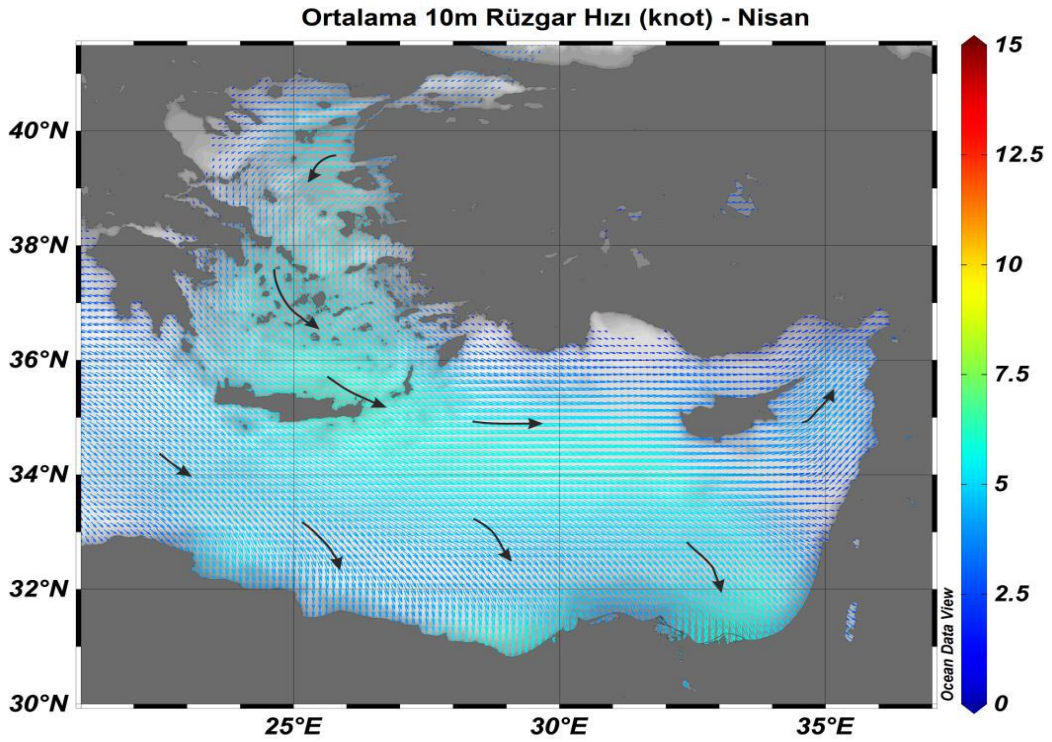 Ortalama 10m Rüzgar Hızı (knot) - Nisan
40°N
38°N
36°N
34°N
32°N
30°N
25°E
30°E
35°E
15
12.5
10
7.5
5
2.5
0
Ocean Data View